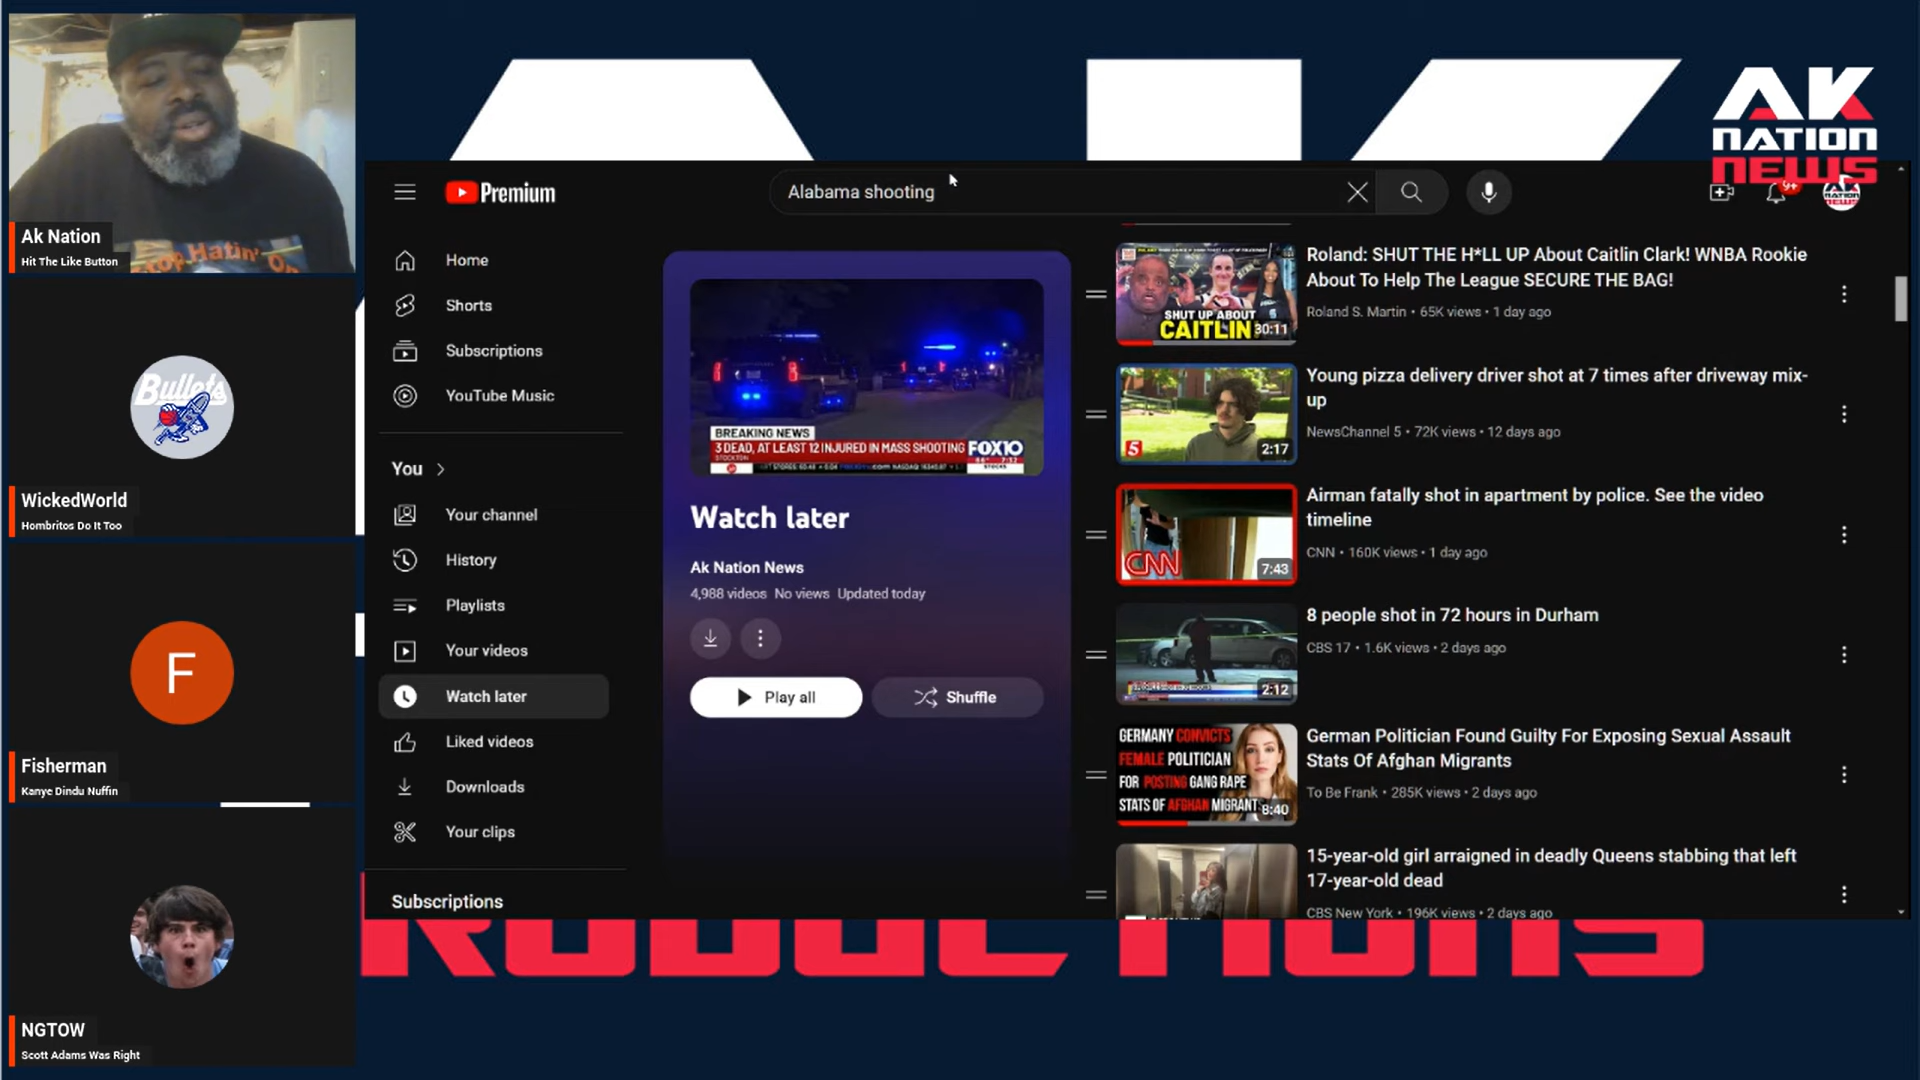 Ak Nation
Hit The Like Button
Bullets
WickedWorld
Hombritos Do It Too
F
Fisherman
Kanye Dindu Nuffin
NGTOW
Scott Adams Was Right
AK
NATION
NEWS
Premium
Alabama shooting
9+
Home
Shorts
Subscriptions
YouTube Music
You
Your channel
History
Playlists
Your videos
Watch later
Liked videos
Downloads
Your clips
Subscriptions
BREAKING NEWS
3 DEAD, AT LEAST 12 INJURED IN MASS SHOOTING
STOCKTON
FOX10
STOCKS
Watch later
Ak Nation News
4,988 videos No views Updated today
Play all
Shuffle
SHUT UP ABOUT
CAITLIN
30:11
Roland: SHUT THE H*LL UP About Caitlin Clark! WNBA Rookie
About To Help The League SECURE THE BAG!
Roland S. Martin • 65K views • 1 day ago
5
2:17
Young pizza delivery driver shot at 7 times after driveway mix-
up
NewsChannel 5 • 72K views • 12 days ago
CNN
7:43
Airman fatally shot in apartment by police. See the video
timeline
CNN • 160K views • 1 day ago
2:12
8 people shot in 72 hours in Durham
CBS 17 • 1.6K views • 2 days ago
GERMANY CONVICTS
FEMALE POLITICIAN
FOR POSTING GANG RAPE
STATS OF AFGHAN MIGRANT
8:40
German Politician Found Guilty For Exposing Sexual Assault
Stats Of Afghan Migrants
To Be Frank • 285K views • 2 days ago
15-year-old girl arraigned in deadly Queens stabbing that left
17-year-old dead
CBS New York • 196K views • 2 days ago